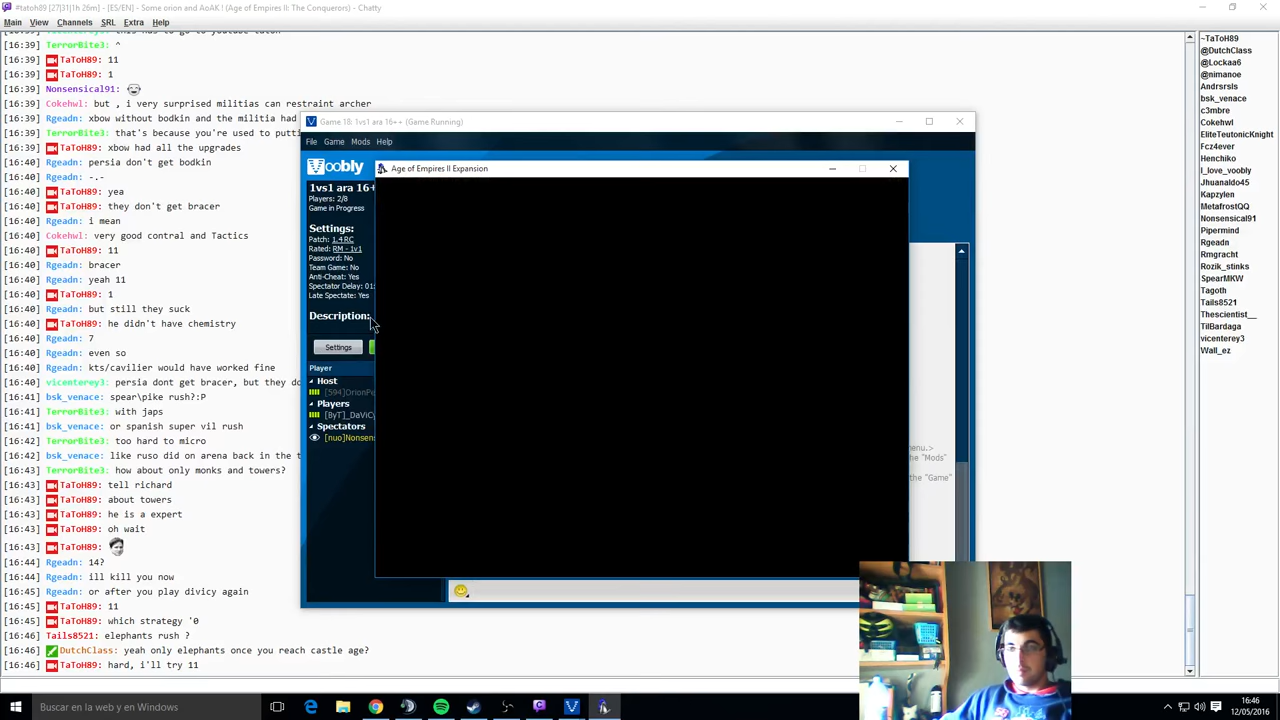 #tatoh89 [27|31|1h 26m] - [ES/EN] - Some orion and AoAK ! (Age of Empires II: The Conquerors) - Chatty
Main View Channels SRL Extra Help
[16:39] TerrorBite3: ^
[16:39] TaToH89: 11
[16:39] TaToH89: 1
Nonsensical91:
Cokehwl: but , i very surprised militias can restraint archer
Rgeadn: xbow without bodkin and the militia had
[16:39] TerrorBite3: that's because you're used to putti
[16:39] TaToH89: xbow had all the upgrades
[16:39] Rgeadn: persia don't get bodkin
[16:39] Rgeadn: -.-
[16:39] TaToH89: yea
[16:39] TaToH89: they don't get bracer
[16:40] Rgeadn: i mean
[16:40] Cokehwl: very good contral and Tactics
[16:40] TaToH89: 11
[16:40] Rgeadn: bracer
[16:40] Rgeadn: yeah 11
[16:40] TaToH89: 1
[16:40] Rgeadn: but still they suck
[16:40] TaToH89: he didn't have chemistry
[16:40] Rgeadn: 7
[16:40] Rgeadn: even so
[16:40] Rgeadn: kts/cavilier would have worked fine
[16:40] vicenterey3: persia dont get bracer, but they do
[16:41] bsk_venace: spear\pike rush?:P
[16:41] TerrorBite3: with japs
[16:41] bsk_venace: or spanish super vil rush
[16:42] TerrorBite3: too hard to micro
[16:42] bsk_venace: like ruso did on arena back in the t
[16:43] TerrorBite3: how about only monks and towers?
[16:43] TaToH89: tell richard
[16:43] TaToH89: about towers
[16:43] TaToH89: he is a expert
[16:43] TaToH89: oh wait
[16:43] TaToH89:
[16:44] Rgeadn: 14?
[16:44] Rgeadn: ill kill you now
[16:45] Rgeadn: or after you play divicy again
[16:45] TaToH89: 11
[16:46] TaToH89: which strategy '0
Tails8521: elephants rush ?
[16:46] DutchClass: yeah only elephants once you reach castle age?
[16:46] TaToH89: hard, i'll try 11
Game 18: 1vs1 ara 16++ (Game Running)
File Game Mods Help
Voobly
1vs1 ara 16+
Players: 2/8
Game in Progress
Settings:
Patch: 1.4 RC
Rated: RM - 1v1
Password: No
Team Game: No
Anti-Cheat: Yes
Spectator Delay: 01:
Late Spectate: Yes
Description:
Settings
Player
Host
[594]OrionPe
Players
[ByT]_DaViCy
Spectators
[nuo]Nonsens
Age of Empires II Expansion
enu.>
the "Mods"
the "Game"
~TaToH89
@DutchClass
@Lockaa6
@nimanoe
Andrsrsls
bsk_venace
c3mbre
Cokehwl
EliteTeutonicKnight
Fcz4ever
Henchiko
I_love_voobly
Jhuanaldo45
Kapzylen
MetafrostQQ
Nonsensical91
Pipermind
Rgeadn
Rmgracht
Rozik_stinks
SpearMKW
Tagoth
Tails8521
Thescientist__
TilBardaga
vicenterey3
Wall_ez
Buscar en la web y en Windows
16:46
12/05/2016